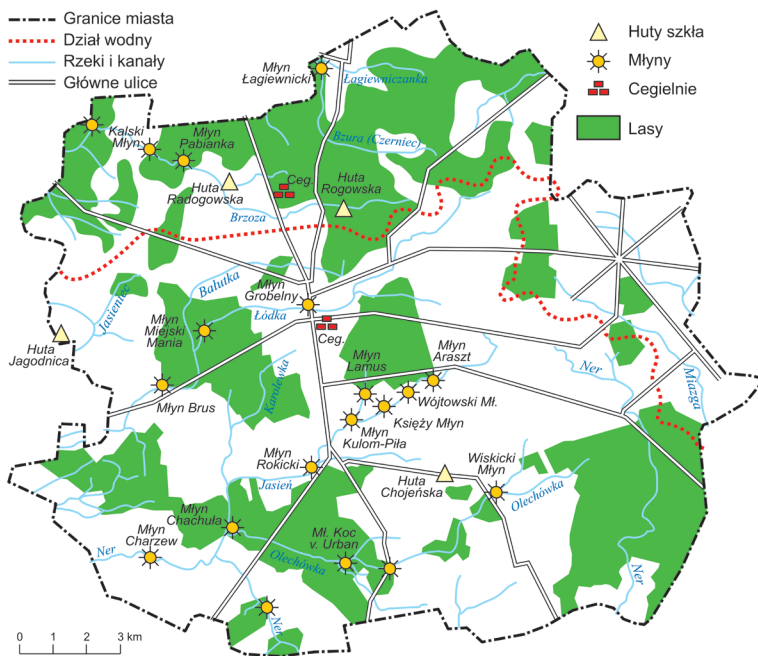 Granice miasta
Dział wodny
Rzeki i kanały
Główne ulice
Huty szkła
Młyny
Cegielnie
Lasy
Młyn
Łagiewnicki
Łagiewniczanka
Kalski
Młyn
Młyn
Pabianka
Bzura (Czerniec)
Huta
Radogowska
Ceg.
Huta
Rogowska
Brzoza
Bałutka
Młyn
Grobelny
Łódka
Jasieniec
Młyn
Miejski
Mania
Ceg.
Huta
Jagodnica
Młyn
Lamus
Młyn
Araszt
Ner
Miazga
Karolewka
Młyn Brus
Wójtowski Mł.
Księży Młyn
Młyn
Kulom-Piła
Młyn
Rokicki
Jasień
Huta
Chojeńska
Wiskicki
Młyn
Olechówka
Młyn
Chachuła
Młyn
Charzew
Ner
Olechówka
Mł. Koc
v. Urban
Ner
Ner
0 1 2 3 km